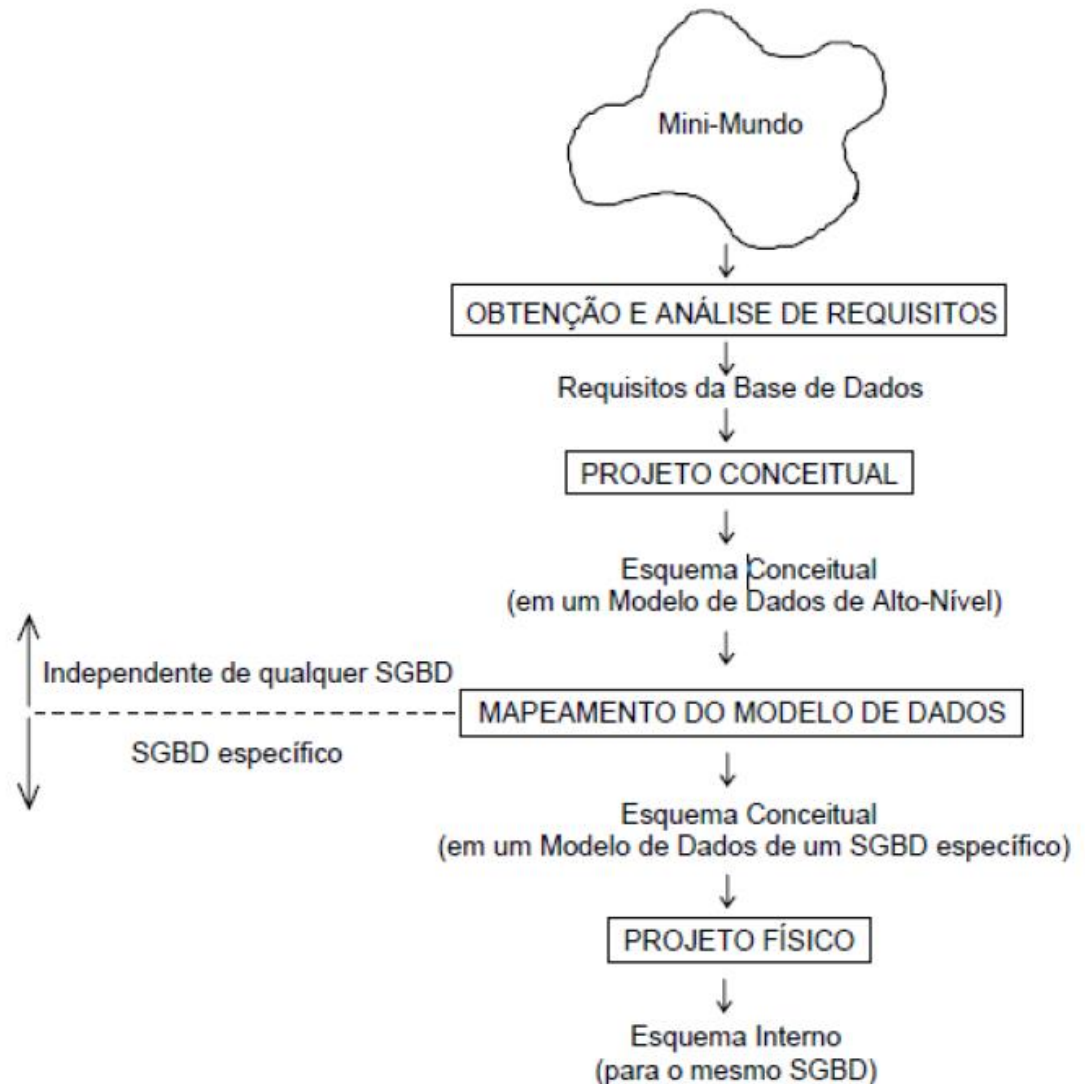 Mini-Mundo
OBTENÇÃO E ANÁLISE DE REQUISITOS
Requisitos da Base de Dados
PROJETO CONCEITUAL
Esquema Conceitual
(em um Modelo de Dados de Alto-Nível)
Independente de qualquer SGBD
MAPEAMENTO DO MODELO DE DADOS
SGBD específico
Esquema Conceitual
(em um Modelo de Dados de um SGBD específico)
PROJETO FÍSICO
Esquema Interno
(para o mesmo SGBD)